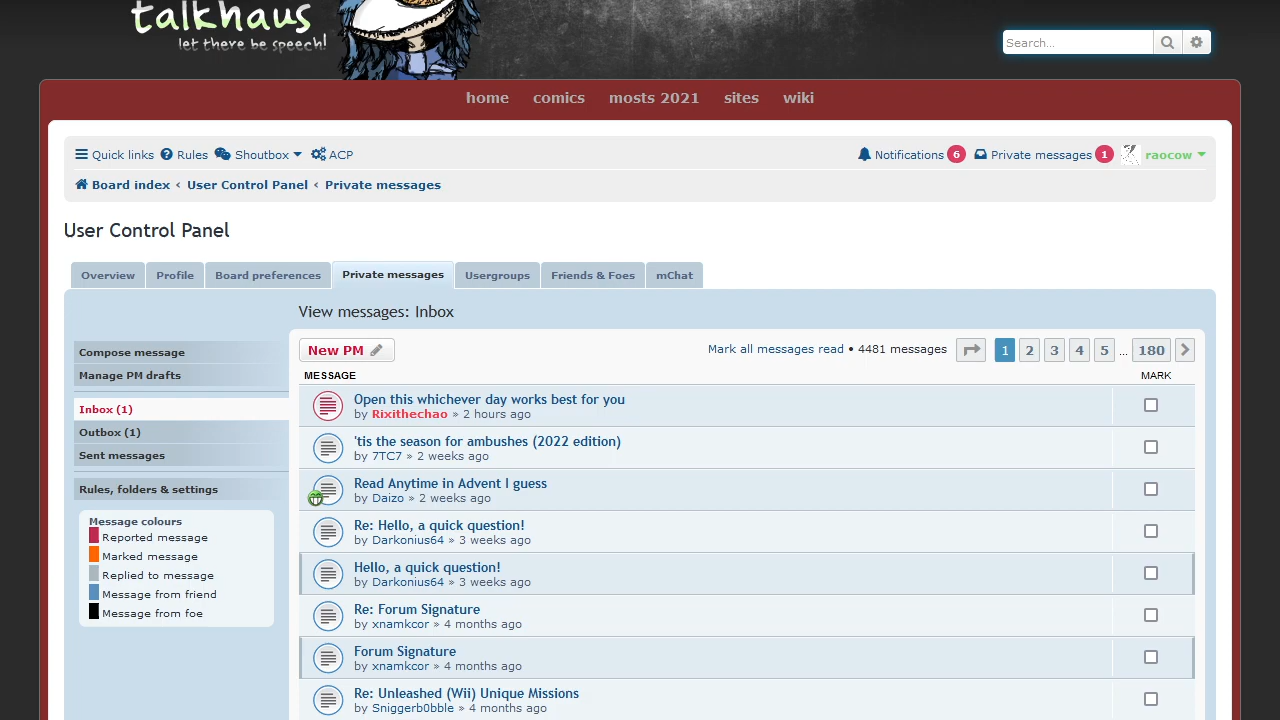 talkhaus
let there be speech!
Search...
home comics mosts 2021 sites wiki
Quick links Rules Shoutbox ACP Notifications 6 Private messages 1 raocow
Board index ‹ User Control Panel ‹ Private messages
User Control Panel
Overview Profile Board preferences Private messages Usergroups Friends & Foes mChat
View messages: Inbox
Compose message
Manage PM drafts
Inbox (1)
Outbox (1)
Sent messages
Rules, folders & settings
Message colours
Reported message
Marked message
Replied to message
Message from friend
Message from foe
New PM Mark all messages read • 4481 messages 1 2 3 4 5 ... 180
MESSAGE MARK
Open this whichever day works best for you
by Rixithechao » 2 hours ago
'tis the season for ambushes (2022 edition)
by 7TC7 » 2 weeks ago
Read Anytime in Advent I guess
by Daizo » 2 weeks ago
Re: Hello, a quick question!
by Darkonius64 » 3 weeks ago
Hello, a quick question!
by Darkonius64 » 3 weeks ago
Re: Forum Signature
by xnamkcor » 4 months ago
Forum Signature
by xnamkcor » 4 months ago
Re: Unleashed (Wii) Unique Missions
by Sniggerb0bble » 4 months ago